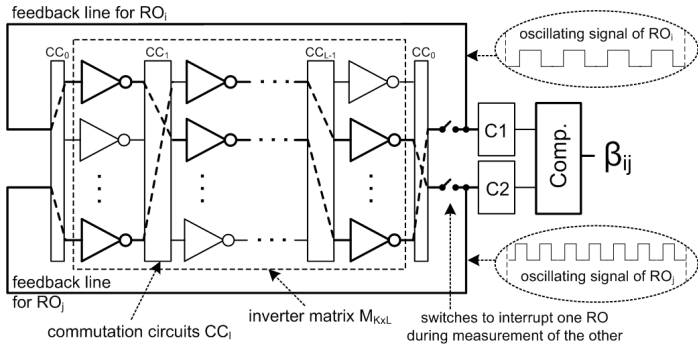 feedback line for ROi
oscillating signal of ROi
CC0
CC1
CCL-1
CC0
C1
C2
Comp.
βij
feedback line
for ROj
oscillating signal of ROj
commutation circuits CCl
inverter matrix MKxL
switches to interrupt one RO
during measurement of the other